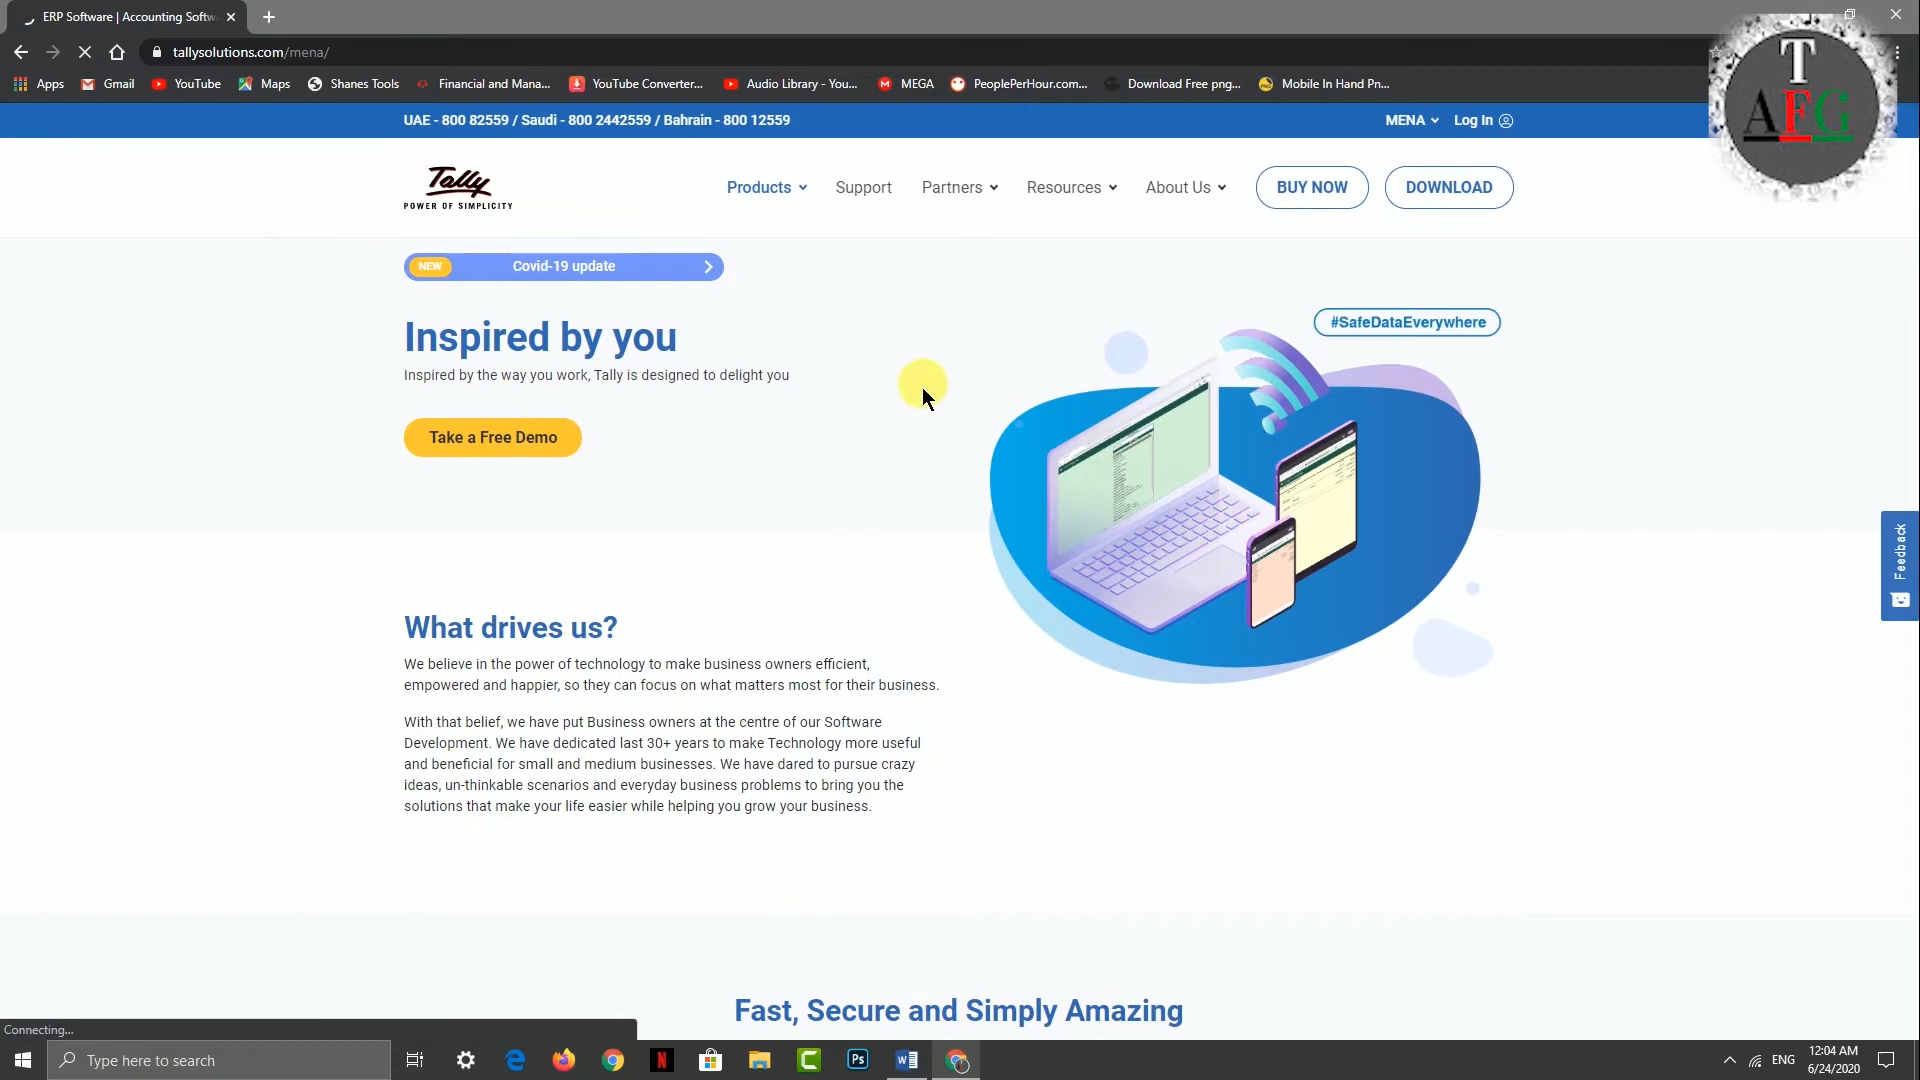 ERP Software | Accounting Softw
tallysolutions.com/mena/
Apps Gmail YouTube Maps Shanes Tools Financial and Mana... YouTube Converter... Audio Library - You... MEGA PeoplePerHour.com... Download Free png... Mobile In Hand Pn...
T
AFG
UAE - 800 82559 / Saudi - 800 2442559 / Bahrain - 800 12559 MENA Log In
Tally
POWER OF SIMPLICITY
Products Support Partners Resources About Us BUY NOW DOWNLOAD
NEW Covid-19 update
#SafeDataEverywhere
Inspired by you
Inspired by the way you work, Tally is designed to delight you
Take a Free Demo
Feedback
What drives us?
We believe in the power of technology to make business owners efficient,
empowered and happier, so they can focus on what matters most for their business.
With that belief, we have put Business owners at the centre of our Software
Development. We have dedicated last 30+ years to make Technology more useful
and beneficial for small and medium businesses. We have dared to pursue crazy
ideas, un-thinkable scenarios and everyday business problems to bring you the
solutions that make your life easier while helping you grow your business.
Fast, Secure and Simply Amazing
Connecting...
Type here to search
N
Ps
ENG
12:04 AM
6/24/2020